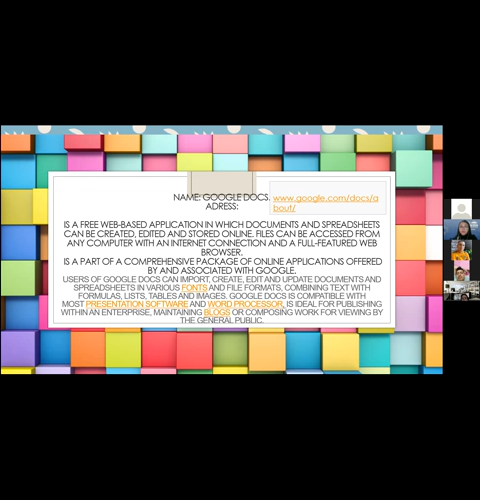 NAME: GOOGLE DOCS.
ADRESS:
www.google.com/docs/a
bout/
IS A FREE WEB-BASED APPLICATION IN WHICH DOCUMENTS AND SPREADSHEETS
CAN BE CREATED, EDITED AND STORED ONLINE. FILES CAN BE ACCESSED FROM
ANY COMPUTER WITH AN INTERNET CONNECTION AND A FULL-FEATURED WEB
BROWSER.
IS A PART OF A COMPREHENSIVE PACKAGE OF ONLINE APPLICATIONS OFFERED
BY AND ASSOCIATED WITH GOOGLE.
USERS OF GOOGLE DOCS CAN IMPORT, CREATE, EDIT AND UPDATE DOCUMENTS AND
SPREADSHEETS IN VARIOUS FONTS AND FILE FORMATS, COMBINING TEXT WITH
FORMULAS, LISTS, TABLES AND IMAGES. GOOGLE DOCS IS COMPATIBLE WITH
MOST PRESENTATION SOFTWARE AND WORD PROCESSOR. IS IDEAL FOR PUBLISHING
WITHIN AN ENTERPRISE, MAINTAINING BLOGS OR COMPOSING WORK FOR VIEWING BY
THE GENERAL PUBLIC.